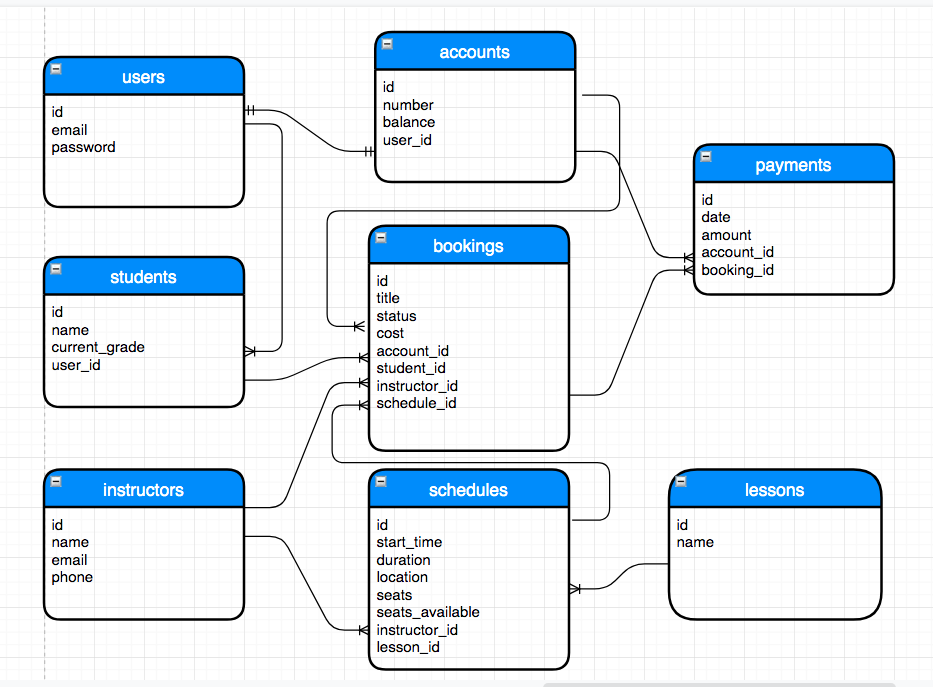 users
id
email
password
accounts
id
number
balance
user_id
payments
id
date
amount
account_id
booking_id
students
id
name
current_grade
user_id
bookings
id
title
status
cost
account_id
student_id
instructor_id
schedule_id
instructors
id
name
email
phone
schedules
id
start_time
duration
location
seats
seats_available
instructor_id
lesson_id
lessons
id
name